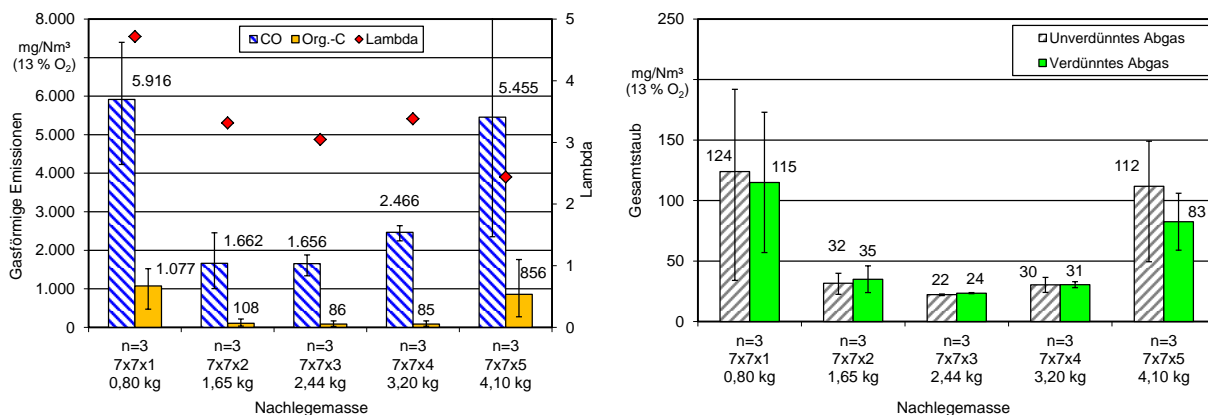 8.000
6.000
5.000
4.000
3.000
2.000
1.000
0
mg/Nm³
(13 % O₂)
Gasförmige Emissionen
CO
Org.-C
Lambda
5.916
1.077
1.662
108
1.656
86
2.466
85
5.455
856
5
4
3
2
1
0
Lambda
n=3
7x7x1
0,80 kg
n=3
7x7x2
1,65 kg
n=3
7x7x3
2,44 kg
n=3
7x7x4
3,20 kg
n=3
7x7x5
4,10 kg
Nachlegemasse
250
150
100
50
0
mg/Nm³
(13 % O₂)
Gesamtstaub
Unverdünntes Abgas
Verdünntes Abgas
124
115
32
35
22
24
30
31
112
83
n=3
7x7x1
0,80 kg
n=3
7x7x2
1,65 kg
n=3
7x7x3
2,44 kg
n=3
7x7x4
3,20 kg
n=3
7x7x5
4,10 kg
Nachlegemasse